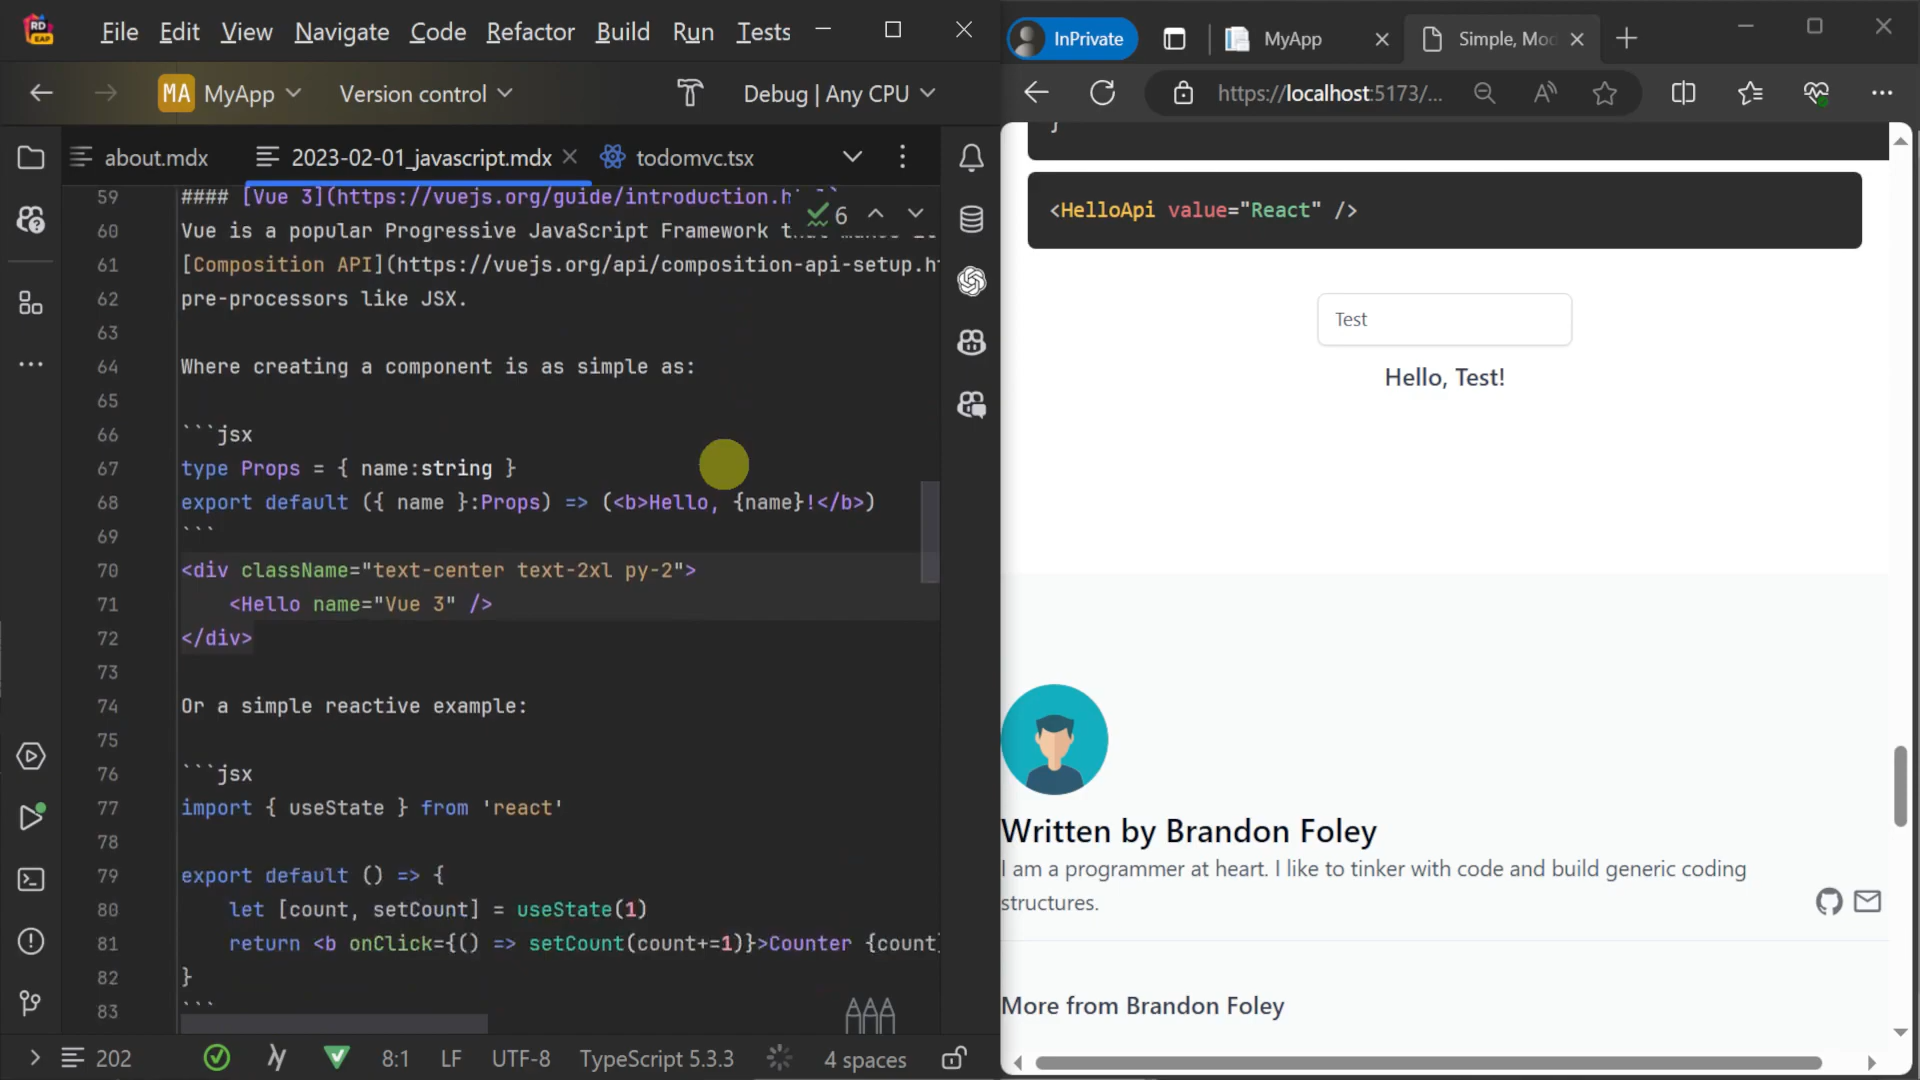 RD
EAP
File Edit View Navigate Code Refactor Build Run Tests
MA MyApp Version control Debug | Any CPU
about.mdx 2023-02-01_javascript.mdx todomvc.tsx
6
59 #### [Vue 3](https://vuejs.org/guide/introduction.h
60 Vue is a popular Progressive JavaScript Framework
61 [Composition API](https://vuejs.org/api/composition-api-setup.h
62 pre-processors like JSX.
63
64 Where creating a component is as simple as:
65
66 ```jsx
67 type Props = { name:string }
68 export default ({ name }:Props) => (<b>Hello, {name}!</b>)
69 ```
70 <div className="text-center text-2xl py-2">
71 <Hello name="Vue 3" />
72 </div>
73
74 Or a simple reactive example:
75
76 ```jsx
77 import { useState } from 'react'
78
79 export default () => {
80 let [count, setCount] = useState(1)
81 return <b onClick={() => setCount(count+=1)}>Counter {count
82 }
83 ```
202 8:1 LF UTF-8 TypeScript 5.3.3 4 spaces
InPrivate MyApp Simple, Mod
https://localhost:5173/...
}
<HelloApi value="React" />
Test
Hello, Test!
Written by Brandon Foley
I am a programmer at heart. I like to tinker with code and build generic coding
structures.
More from Brandon Foley